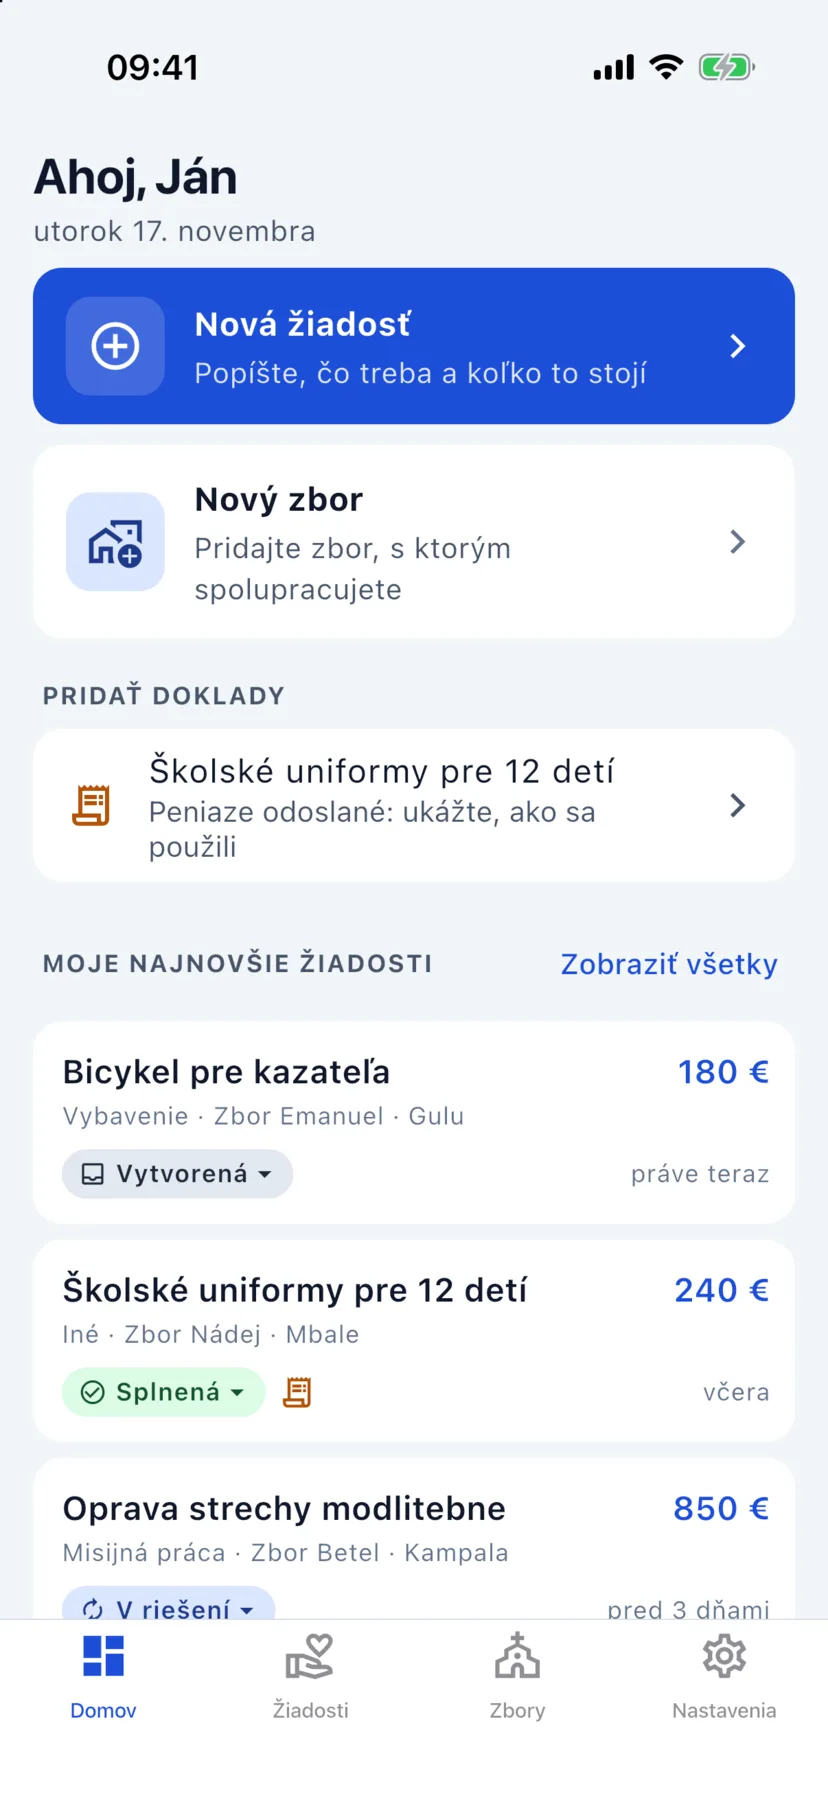 09:41
Ahoj, Ján
utorok 17. novembra
Nová žiadosť
Popíšte, čo treba a koľko to stojí
Nový zbor
Pridajte zbor, s ktorým
spolupracujete
PRIDAŤ DOKLADY
Školské uniformy pre 12 detí
Peniaze odoslané: ukážte, ako sa
použili
MOJE NAJNOVŠIE ŽIADOSTI
Zobraziť všetky
Bicykel pre kazateľa
180 €
Vybavenie · Zbor Emanuel · Gulu
Vytvorená
práve teraz
Školské uniformy pre 12 detí
240 €
Iné · Zbor Nádej · Mbale
Splnená
včera
Oprava strechy modlitebne
850 €
Misijná práca · Zbor Betel · Kampala
V riešení
pred 3 dňami
Domov
Žiadosti
Zbory
Nastavenia